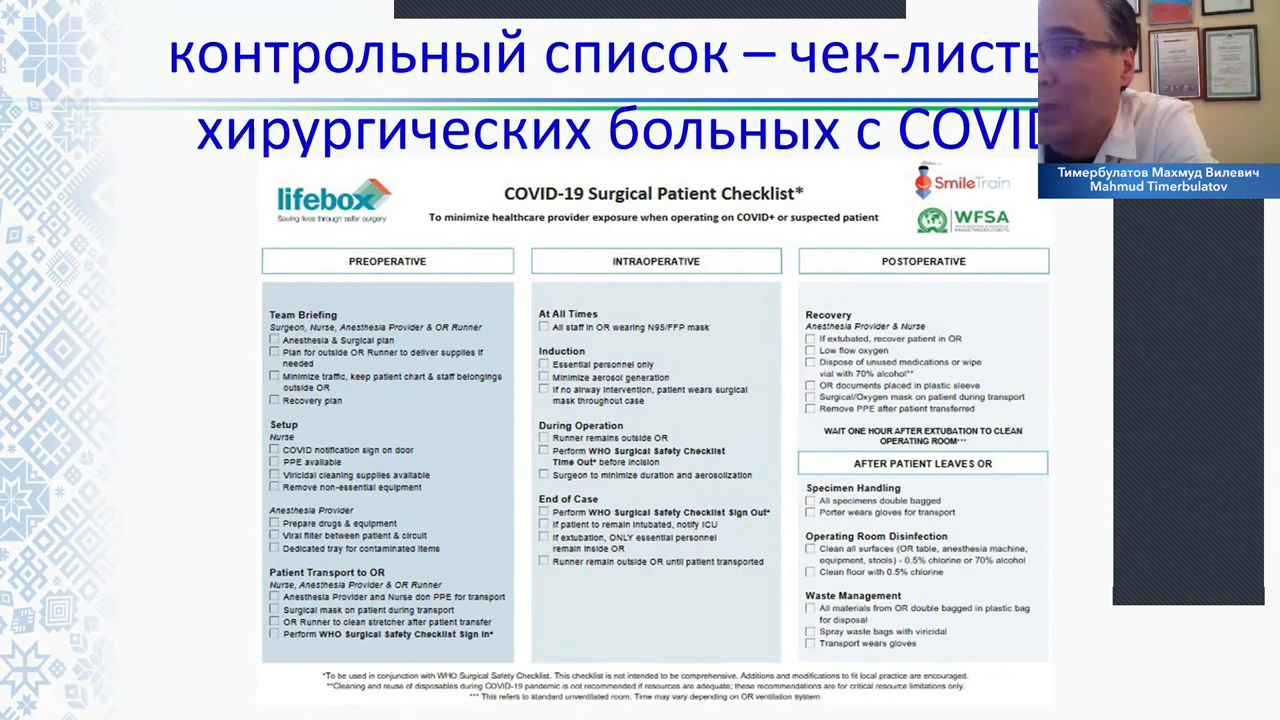 контрольный список – чек-листы
хирургических больных с COVID
Тимербулатов Махмуд Вилевич
Mahmud Timerbulatov
lifebox
Saving lives through safer surgery
COVID-19 Surgical Patient Checklist*
To minimize healthcare provider exposure when operating on COVID+ or suspected patient
SmileTrain
WFSA
PREOPERATIVE
Team Briefing
Surgeon, Nurse, Anesthesia Provider & OR Runner
Anesthesia & Surgical plan
Plan for outside OR Runner to deliver supplies if
needed
Minimize traffic, keep patient chart & staff belongings
outside OR
Recovery plan
Setup
Nurse
COVID notification sign on door
PPE available
Viricidal cleaning supplies available
Remove non-essential equipment
Anesthesia Provider
Prepare drugs & equipment
Viral filter between patient & circuit
Dedicated tray for contaminated items
Patient Transport to OR
Nurse, Anesthesia Provider & OR Runner
Anesthesia Provider and Nurse don PPE for transport
Surgical mask on patient during transport
OR Runner to clean stretcher after patient transfer
Perform WHO Surgical Safety Checklist Sign In*
INTRAOPERATIVE
At All Times
All staff in OR wearing N95/FFP mask
Induction
Essential personnel only
Minimize aerosol generation
If no airway intervention, patient wears surgical
mask throughout case
During Operation
Runner remains outside OR
Perform WHO Surgical Safety Checklist
Time Out* before incision
Surgeon to minimize duration and aerosolization
End of Case
Perform WHO Surgical Safety Checklist Sign Out*
If patient to remain intubated, notify ICU
If extubation, ONLY essential personnel
remain inside OR
Runner remain outside OR until patient transported
POSTOPERATIVE
Recovery
Anesthesia Provider & Nurse
If extubated, recover patient in OR
Low flow oxygen
Dispose of unused medications or wipe
vial with 70% alcohol**
OR documents placed in plastic sleeve
Surgical/Oxygen mask on patient during transport
Remove PPE after patient transferred
WAIT ONE HOUR AFTER EXTUBATION TO CLEAN
OPERATING ROOM***
AFTER PATIENT LEAVES OR
Specimen Handling
All specimens double bagged
Porter wears gloves for transport
Operating Room Disinfection
Clean all surfaces (OR table, anesthesia machine,
equipment, stools) - 0.5% chlorine or 70% alcohol
Clean floor with 0.5% chlorine
Waste Management
All materials from OR double bagged in plastic bag
for disposal
Spray waste bags with viricidal
Transport wears gloves
*To be used in conjunction with WHO Surgical Safety Checklist. This checklist is not intended to be comprehensive. Additions and modifications to fit local practice are encouraged.
**Cleaning and reuse of disposables during COVID-19 pandemic is not recommended if resources are adequate; these recommendations are for critical resource limitations only.
*** This refers to standard unventilated room. Time may vary depending on OR ventilation system.